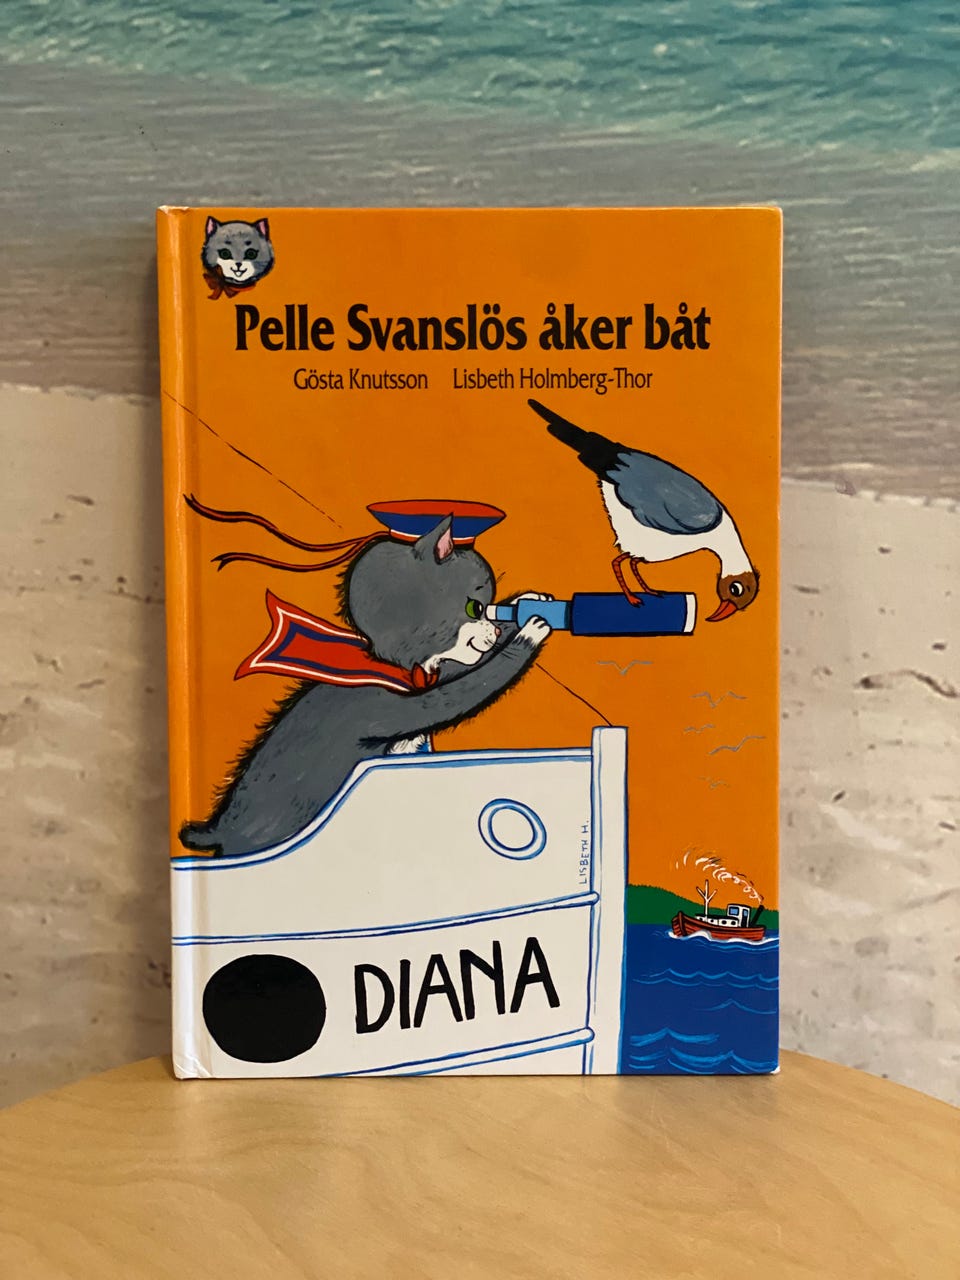 Pelle Svanslös åker båt
Gösta Knutsson Lisbeth Holmberg-Thor
LISBETH H.
DIANA